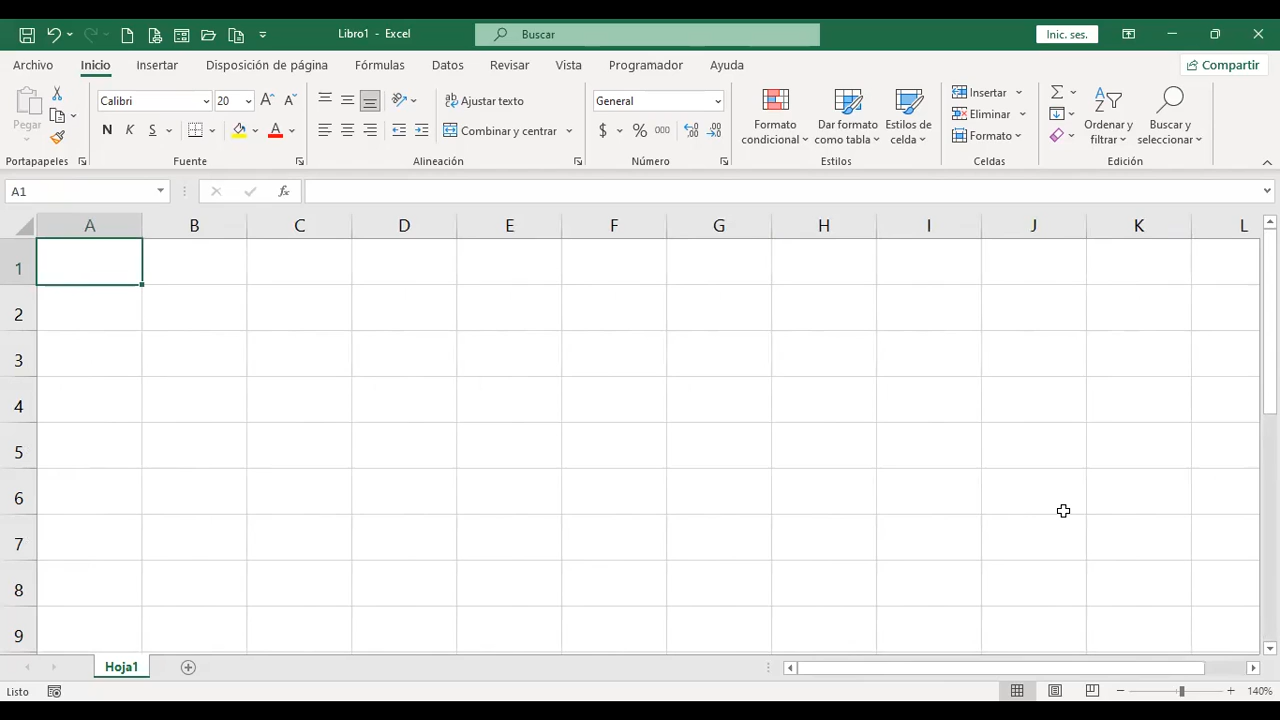 Libro1 - Excel
Buscar
Inic. ses.
Archivo Inicio Insertar Disposición de página Fórmulas Datos Revisar Vista Programador Ayuda Compartir
Pegar
Calibri 20
N K S A
Ajustar texto
Combinar y centrar
General
$ % 000
Formato condicional
Dar formato como tabla
Estilos de celda
Insertar
Eliminar
Formato
Ordenar y filtrar
Buscar y seleccionar
Portapapeles Fuente Alineación Número Estilos Celdas Edición
A1 fx
A B C D E F G H I J K L
1
2
3
4
5
6
7
8
9
Hoja1
Listo 140%